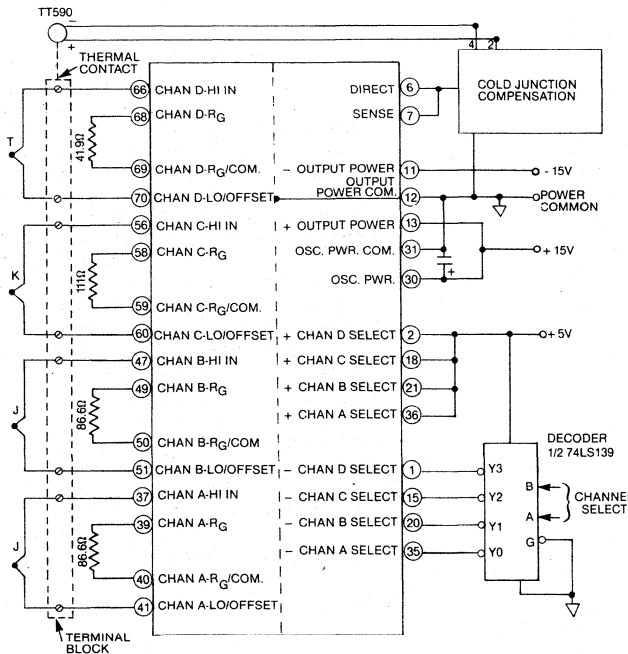 TT590
−
+
4 2
THERMAL
CONTACT
COLD JUNCTION
COMPENSATION
66 CHAN D-HI IN
DIRECT 6
68 CHAN D-RG
SENSE 7
T
41.9Ω
69 CHAN D-RG/COM.
− OUTPUT POWER 11
- 15V
OUTPUT
POWER COM. 12
POWER
COMMON
70 CHAN D-LO/OFFSET
56 CHAN C-HI IN
+ OUTPUT POWER 13
58 CHAN C-RG
OSC. PWR. COM. 31
+ 15V
K
111Ω
+
OSC. PWR. 30
59 CHAN C-RG/COM.
60 CHAN C-LO/OFFSET
+ CHAN D SELECT 2
+ 5V
47 CHAN B-HI IN
+ CHAN C SELECT 18
49 CHAN B-RG
+ CHAN B SELECT 21
J
86.6Ω
+ CHAN A SELECT 36
50 CHAN B-RG/COM
DECODER
1/2 74LS139
51 CHAN B-LO/OFFSET
− CHAN D SELECT 1
Y3
37 CHAN A-HI IN
− CHAN C SELECT 15
Y2
B
CHANNE
SELECT
39 CHAN A-RG
− CHAN B SELECT 20
Y1
A
J
86.6Ω
− CHAN A SELECT 35
Y0
G
40 CHAN A-RG/COM.
41 CHAN A-LO/OFFSET
TERMINAL
BLOCK